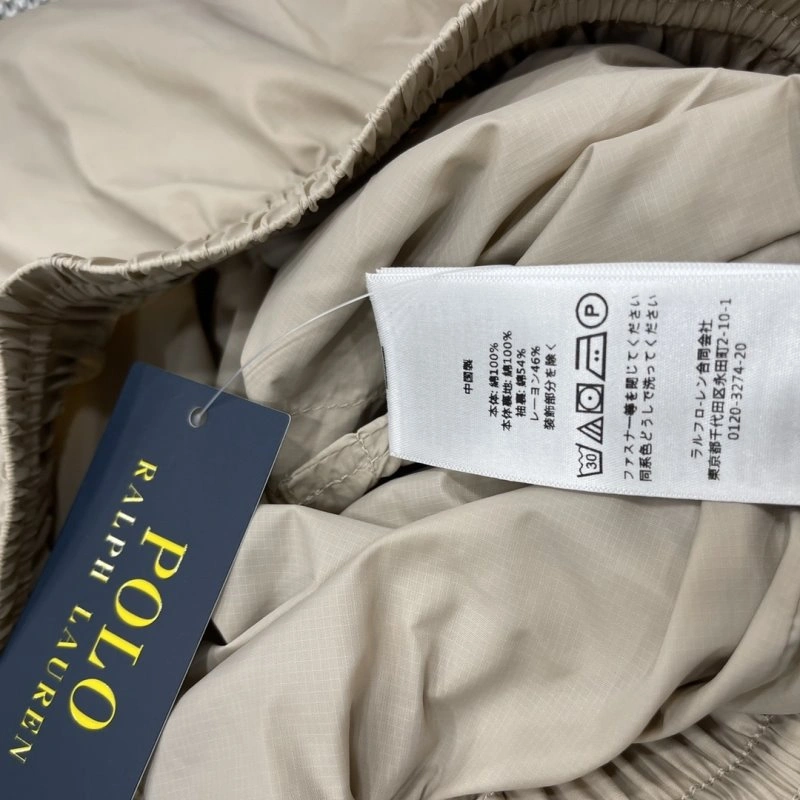 POLO
RALPH LAUREN
中国製
本体: 綿100%
本体裏地: 綿100%
袖裏: 綿54%
レーヨン46%
装飾部分を除く
30
P
ファスナー等を閉じてください
同系色どうしで洗ってください
ラルフローレン合同会社
東京都千代田区永田町2-10-1
0120-3274-20